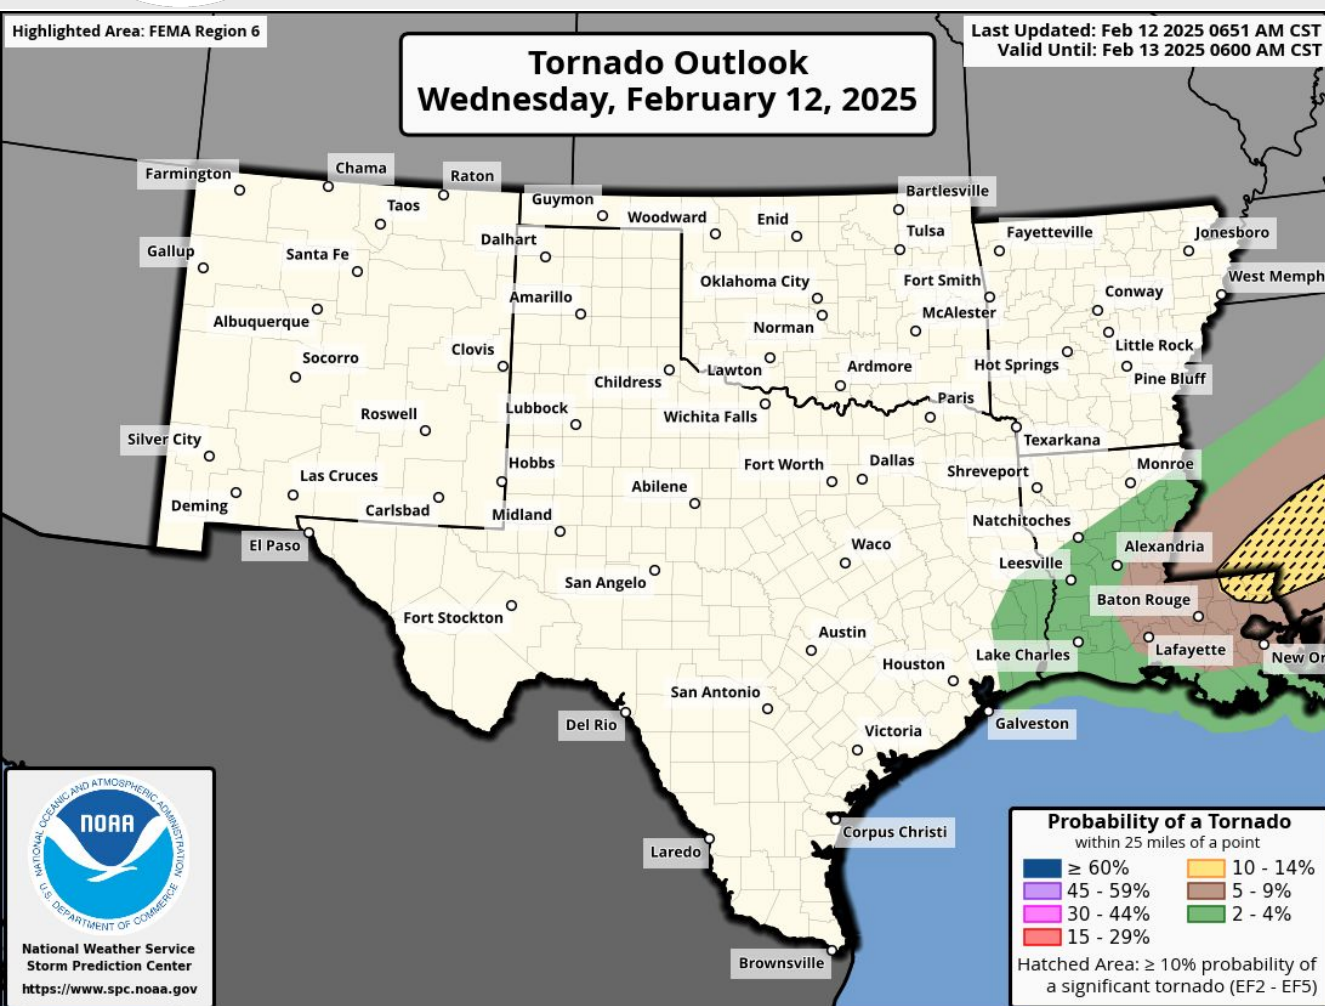 Highlighted Area: FEMA Region 6
Last Updated: Feb 12 2025 0651 AM CST
Valid Until: Feb 13 2025 0600 AM CST
Tornado Outlook
Wednesday, February 12, 2025
Farmington
Chama
Raton
Taos
Guymon
Woodward
Enid
Bartlesville
Tulsa
Fayetteville
Jonesboro
Gallup
Santa Fe
Dalhart
Oklahoma City
Fort Smith
Conway
West Memph
Albuquerque
Amarillo
Norman
McAlester
Little Rock
Socorro
Clovis
Childress
Lawton
Ardmore
Hot Springs
Pine Bluff
Roswell
Lubbock
Wichita Falls
Paris
Texarkana
Silver City
Las Cruces
Hobbs
Fort Worth
Dallas
Shreveport
Monroe
Deming
Carlsbad
Midland
Abilene
Natchitoches
El Paso
San Angelo
Waco
Leesville
Alexandria
Fort Stockton
Austin
Baton Rouge
Houston
Lake Charles
Lafayette
New Or
San Antonio
Del Rio
Victoria
Galveston
Corpus Christi
Laredo
Brownsville
NATIONAL OCEANIC AND ATMOSPHERIC ADMINISTRATION
NOAA
U.S. DEPARTMENT OF COMMERCE
National Weather Service
Storm Prediction Center
https://www.spc.noaa.gov
Probability of a Tornado
within 25 miles of a point
≥ 60%
45 - 59%
30 - 44%
15 - 29%
10 - 14%
5 - 9%
2 - 4%
Hatched Area: ≥ 10% probability of
a significant tornado (EF2 - EF5)